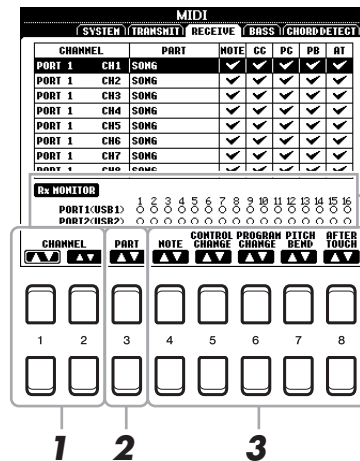 MIDI
SYSTEM TRANSMIT RECEIVE BASS CHORD DETECT
CHANNEL PART NOTE CC PC PB AT
PORT 1 CH1 SONG
PORT 1 CH2 SONG
PORT 1 CH3 SONG
PORT 1 CH4 SONG
PORT 1 CH5 SONG
PORT 1 CH6 SONG
PORT 1 CH7 SONG
PORT 1 CH8 SONG
Rx MONITOR
1 2 3 4 5 6 7 8 9 10 11 12 13 14 15 16
PORT1(USB1)
PORT2(USB2)
CHANNEL PART NOTE CONTROL CHANGE PROGRAM CHANGE PITCH BEND AFTER TOUCH
1 2 3 4 5 6 7 8
1 2 3